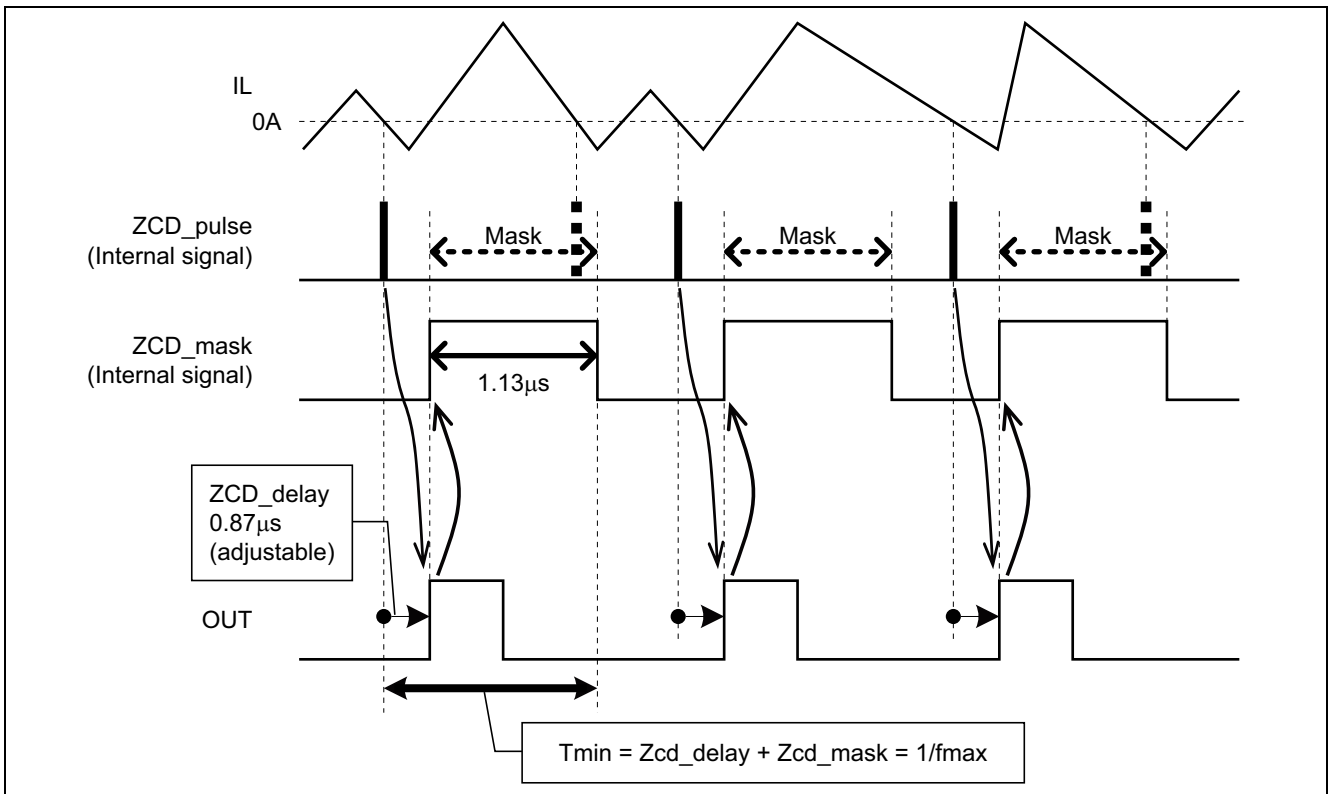 IL
0A
ZCD_pulse
(Internal signal)
Mask
Mask
Mask
ZCD_mask
(Internal signal)
1.13μs
ZCD_delay
0.87μs
(adjustable)
OUT
Tmin = Zcd_delay + Zcd_mask = 1/fmax